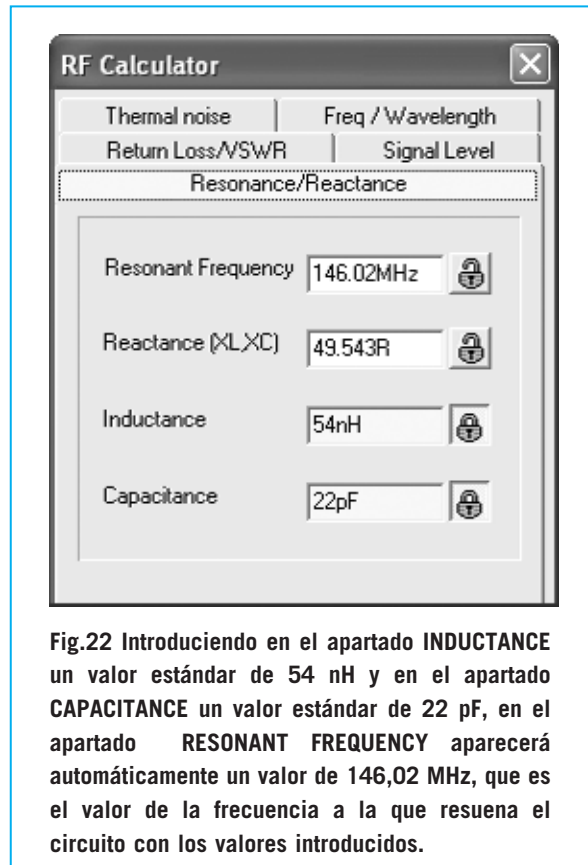 RF Calculator
Thermal noise
Freq / Wavelength
Return Loss/VSWR
Signal Level
Resonance/Reactance
Resonant Frequency 146.02MHz
Reactance (XL,XC) 49.543R
Inductance 54nH
Capacitance 22pF
Fig.22 Introduciendo en el apartado INDUCTANCE
un valor estándar de 54 nH y en el apartado
CAPACITANCE un valor estándar de 22 pF, en el
apartado RESONANT FREQUENCY aparecerá
automáticamente un valor de 146,02 MHz, que es
el valor de la frecuencia a la que resuena el
circuito con los valores introducidos.